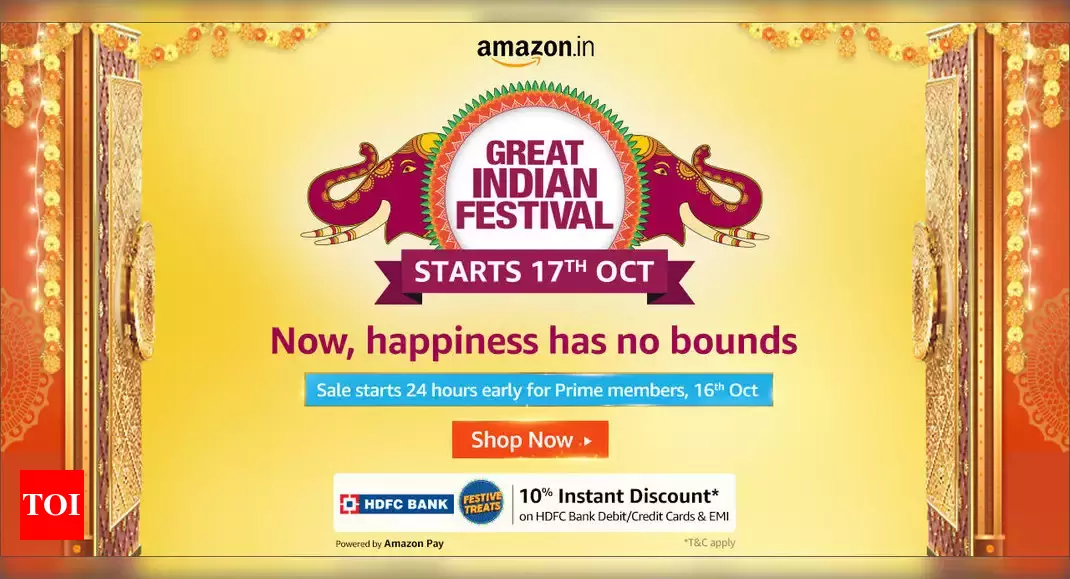 amazon.in
GREAT
INDIAN
FESTIVAL
STARTS 17TH OCT
Now, happiness has no bounds
Sale starts 24 hours early for Prime members, 16th Oct
Shop Now
HDFC BANK
FESTIVE
TREATS
10% Instant Discount*
on HDFC Bank Debit/Credit Cards & EMI
Powered by Amazon Pay
*T&C apply
TOI